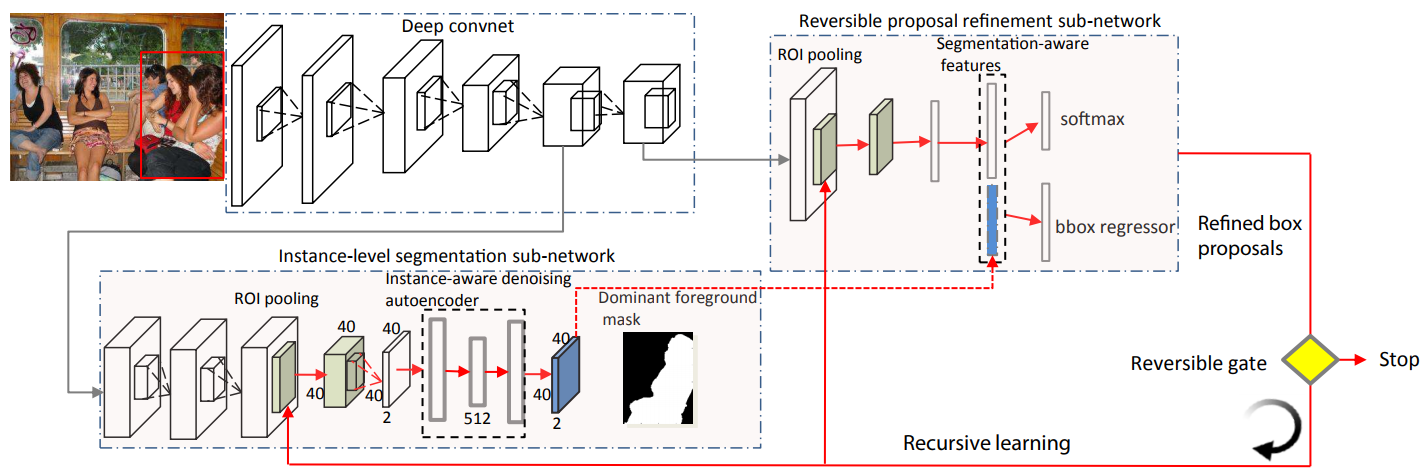 Deep convnet
Reversible proposal refinement sub-network
ROI pooling
Segmentation-aware
features
softmax
bbox regressor
Refined box
proposals
Instance-level segmentation sub-network
ROI pooling
Instance-aware denoising
autoencoder
Dominant foreground
mask
40
40
40
40
2
512
40
40
2
Reversible gate
Stop
Recursive learning